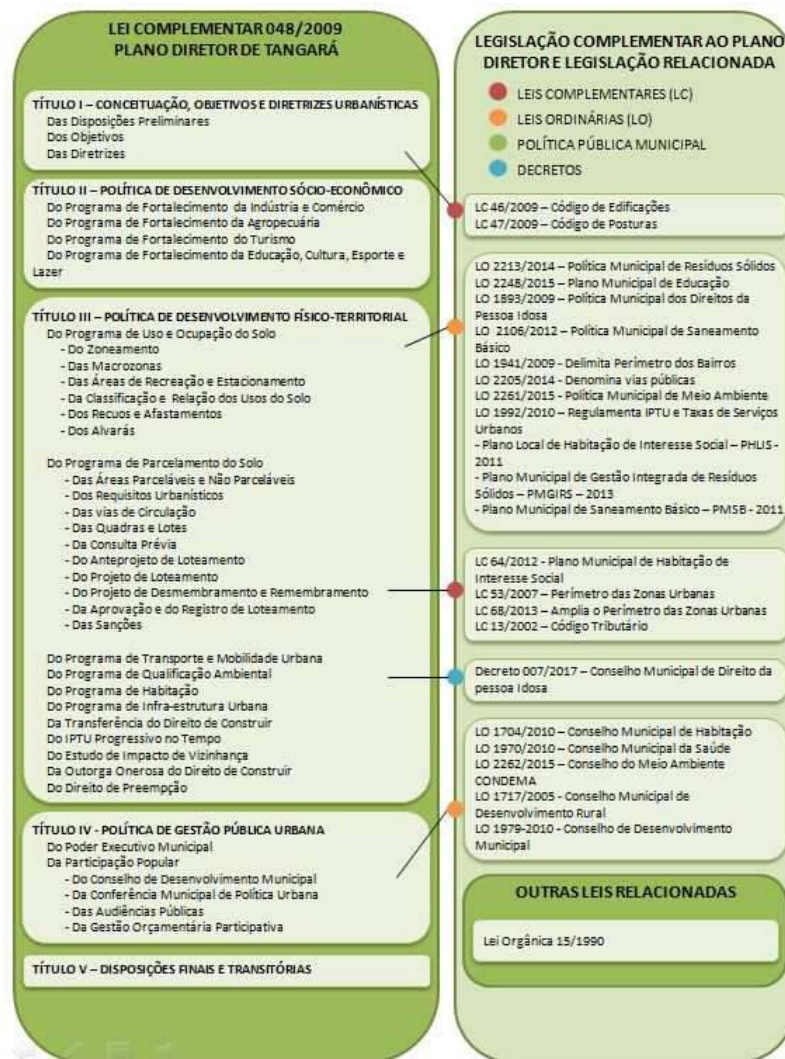 LEI COMPLEMENTAR 048/2009
PLANO DIRETOR DE TANGARÁ
TÍTULO I – CONCEITUAÇÃO, OBJETIVOS E DIRETRIZES URBANÍSTICAS
Das Disposições Preliminares
Dos Objetivos
Das Diretrizes
TÍTULO II – POLÍTICA DE DESENVOLVIMENTO SÓCIO-ECONÔMICO
Do Programa de Fortalecimento da Indústria e Comércio
Do Programa de Fortalecimento da Agropecuária
Do Programa de Fortalecimento do Turismo
Do Programa de Fortalecimento da Educação, Cultura, Esporte e
Lazer
TÍTULO III – POLÍTICA DE DESENVOLVIMENTO FÍSICO-TERRITORIAL
Do Programa de Uso e Ocupação do Solo
- Do Zoneamento
- Das Macrozonas
- Das Áreas de Recreação e Estacionamento
- Da Classificação e Relação dos Usos do Solo
- Dos Recuos e Afastamentos
- Dos Alvarás
Do Programa de Parcelamento do Solo
- Das Áreas Parceláveis e Não Parceláveis
- Dos Requisitos Urbanísticos
- Das vias de Circulação
- Das Quadras e Lotes
- Da Consulta Prévia
- Do Anteprojeto de Loteamento
- Do Projeto de Loteamento
- Do Projeto de Desmembramento e Remembramento
- Da Aprovação e do Registro de Loteamento
- Das Sanções
Do Programa de Transporte e Mobilidade Urbana
Do Programa de Qualificação Ambiental
Do Programa de Habitação
Do Programa de Infra-estrutura Urbana
Da Transferência do Direito de Construir
Do IPTU Progressivo no Tempo
Do Estudo de Impacto de Vizinhança
Da Outorga Onerosa do Direito de Construir
Do Direito de Preempção
TÍTULO IV - POLÍTICA DE GESTÃO PÚBLICA URBANA
Do Poder Executivo Municipal
Da Participação Popular
- Do Conselho de Desenvolvimento Municipal
- Da Conferência Municipal de Política Urbana
- Das Audiências Públicas
- Da Gestão Orçamentária Participativa
TÍTULO V – DISPOSIÇÕES FINAIS E TRANSITÓRIAS
LEGISLAÇÃO COMPLEMENTAR AO PLANO
DIRETOR E LEGISLAÇÃO RELACIONADA
LEIS COMPLEMENTARES (LC)
LEIS ORDINÁRIAS (LO)
POLÍTICA PÚBLICA MUNICIPAL
DECRETOS
LC 46/2009 – Código de Edificações
LC 47/2009 – Código de Posturas
LO 2213/2014 – Política Municipal de Resíduos Sólidos
LO 2248/2015 – Plano Municipal de Educação
LO 1893/2009 – Política Municipal dos Direitos da
Pessoa Idosa
LO 2106/2012 – Política Municipal de Saneamento
Básico
LO 1941/2009 - Delimita Perímetro dos Bairros
LO 2205/2014 - Denomina vias públicas
LO 2261/2015 – Política Municipal de Meio Ambiente
LO 1992/2010 – Regulamenta IPTU e Taxas de Serviços
Urbanos
- Plano Local de Habitação de Interesse Social – PHLIS -
2011
- Plano Municipal de Gestão Integrada de Resíduos
Sólidos – PMGIRS – 2013
- Plano Municipal de Saneamento Básico – PMSB - 2011
LC 64/2012 - Plano Municipal de Habitação de
Interesse Social
LC 53/2007 – Perímetro das Zonas Urbanas
LC 68/2013 – Amplia o Perímetro das Zonas Urbanas
LC 13/2002 – Código Tributário
Decreto 007/2017 – Conselho Municipal de Direito da
pessoa Idosa
LO 1704/2010 – Conselho Municipal de Habitação
LO 1970/2010 – Conselho Municipal da Saúde
LO 2262/2015 – Conselho do Meio Ambiente
CONDEMA
LO 1717/2005 - Conselho Municipal de
Desenvolvimento Rural
LO 1979-2010 – Conselho de Desenvolvimento
Municipal
OUTRAS LEIS RELACIONADAS
Lei Orgânica 15/1990